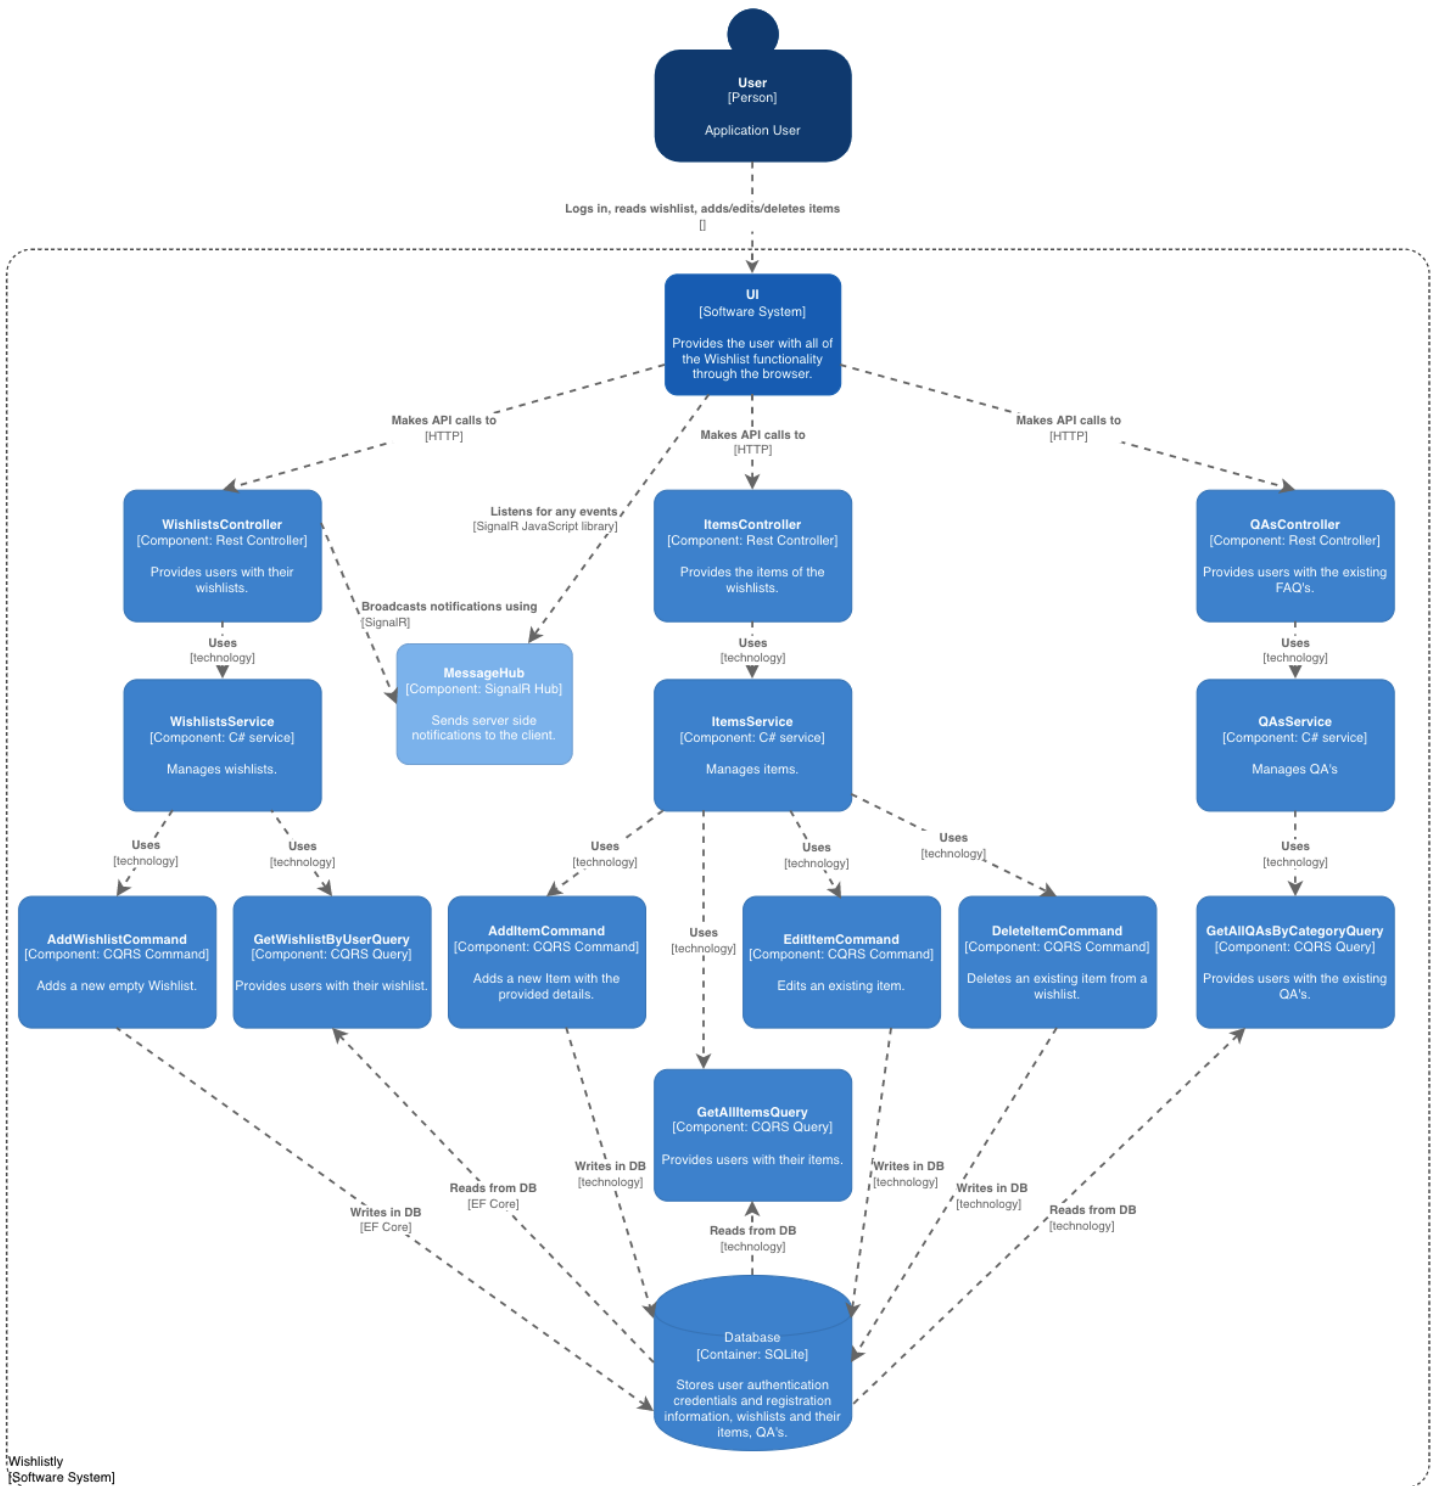 User
[Person]
Application User
Logs in, reads wishlist, adds/edits/deletes items
[]
UI
[Software System]
Provides the user with all of
the Wishlist functionality
through the browser.
Makes API calls to
[HTTP]
Makes API calls to
[HTTP]
Makes API calls to
[HTTP]
Listens for any events
[SignalR JavaScript library]
WishlistsController
[Component: Rest Controller]
Provides users with their
wishlists.
ItemsController
[Component: Rest Controller]
Provides the items of the
wishlists.
QAsController
[Component: Rest Controller]
Provides users with the existing
FAQ's.
Broadcasts notifications using
[SignalR]
Uses
[technology]
Uses
[technology]
Uses
[technology]
MessageHub
[Component: SignalR Hub]
Sends server side
notifications to the client.
WishlistsService
[Component: C# service]
Manages wishlists.
ItemsService
[Component: C# service]
Manages items.
QAsService
[Component: C# service]
Manages QA's
Uses
[technology]
Uses
[technology]
Uses
[technology]
Uses
[technology]
Uses
[technology]
Uses
[technology]
Uses
[technology]
AddWishlistCommand
[Component: CQRS Command]
Adds a new empty Wishlist.
GetWishlistByUserQuery
[Component: CQRS Query]
Provides users with their wishlist.
AddItemCommand
[Component: CQRS Command]
Adds a new Item with the
provided details.
EditItemCommand
[Component: CQRS Command]
Edits an existing item.
DeleteItemCommand
[Component: CQRS Command]
Deletes an existing item from a
wishlist.
GetAllQAsByCategoryQuery
[Component: CQRS Query]
Provides users with the existing
QA's.
GetAllItemsQuery
[Component: CQRS Query]
Provides users with their items.
Writes in DB
[EF Core]
Reads from DB
[EF Core]
Writes in DB
[technology]
Reads from DB
[technology]
Writes in DB
[technology]
Writes in DB
[technology]
Reads from DB
[technology]
Database
[Container: SQLite]
Stores user authentication
credentials and registration
information, wishlists and their
items, QA's.
Wishlistly
[Software System]